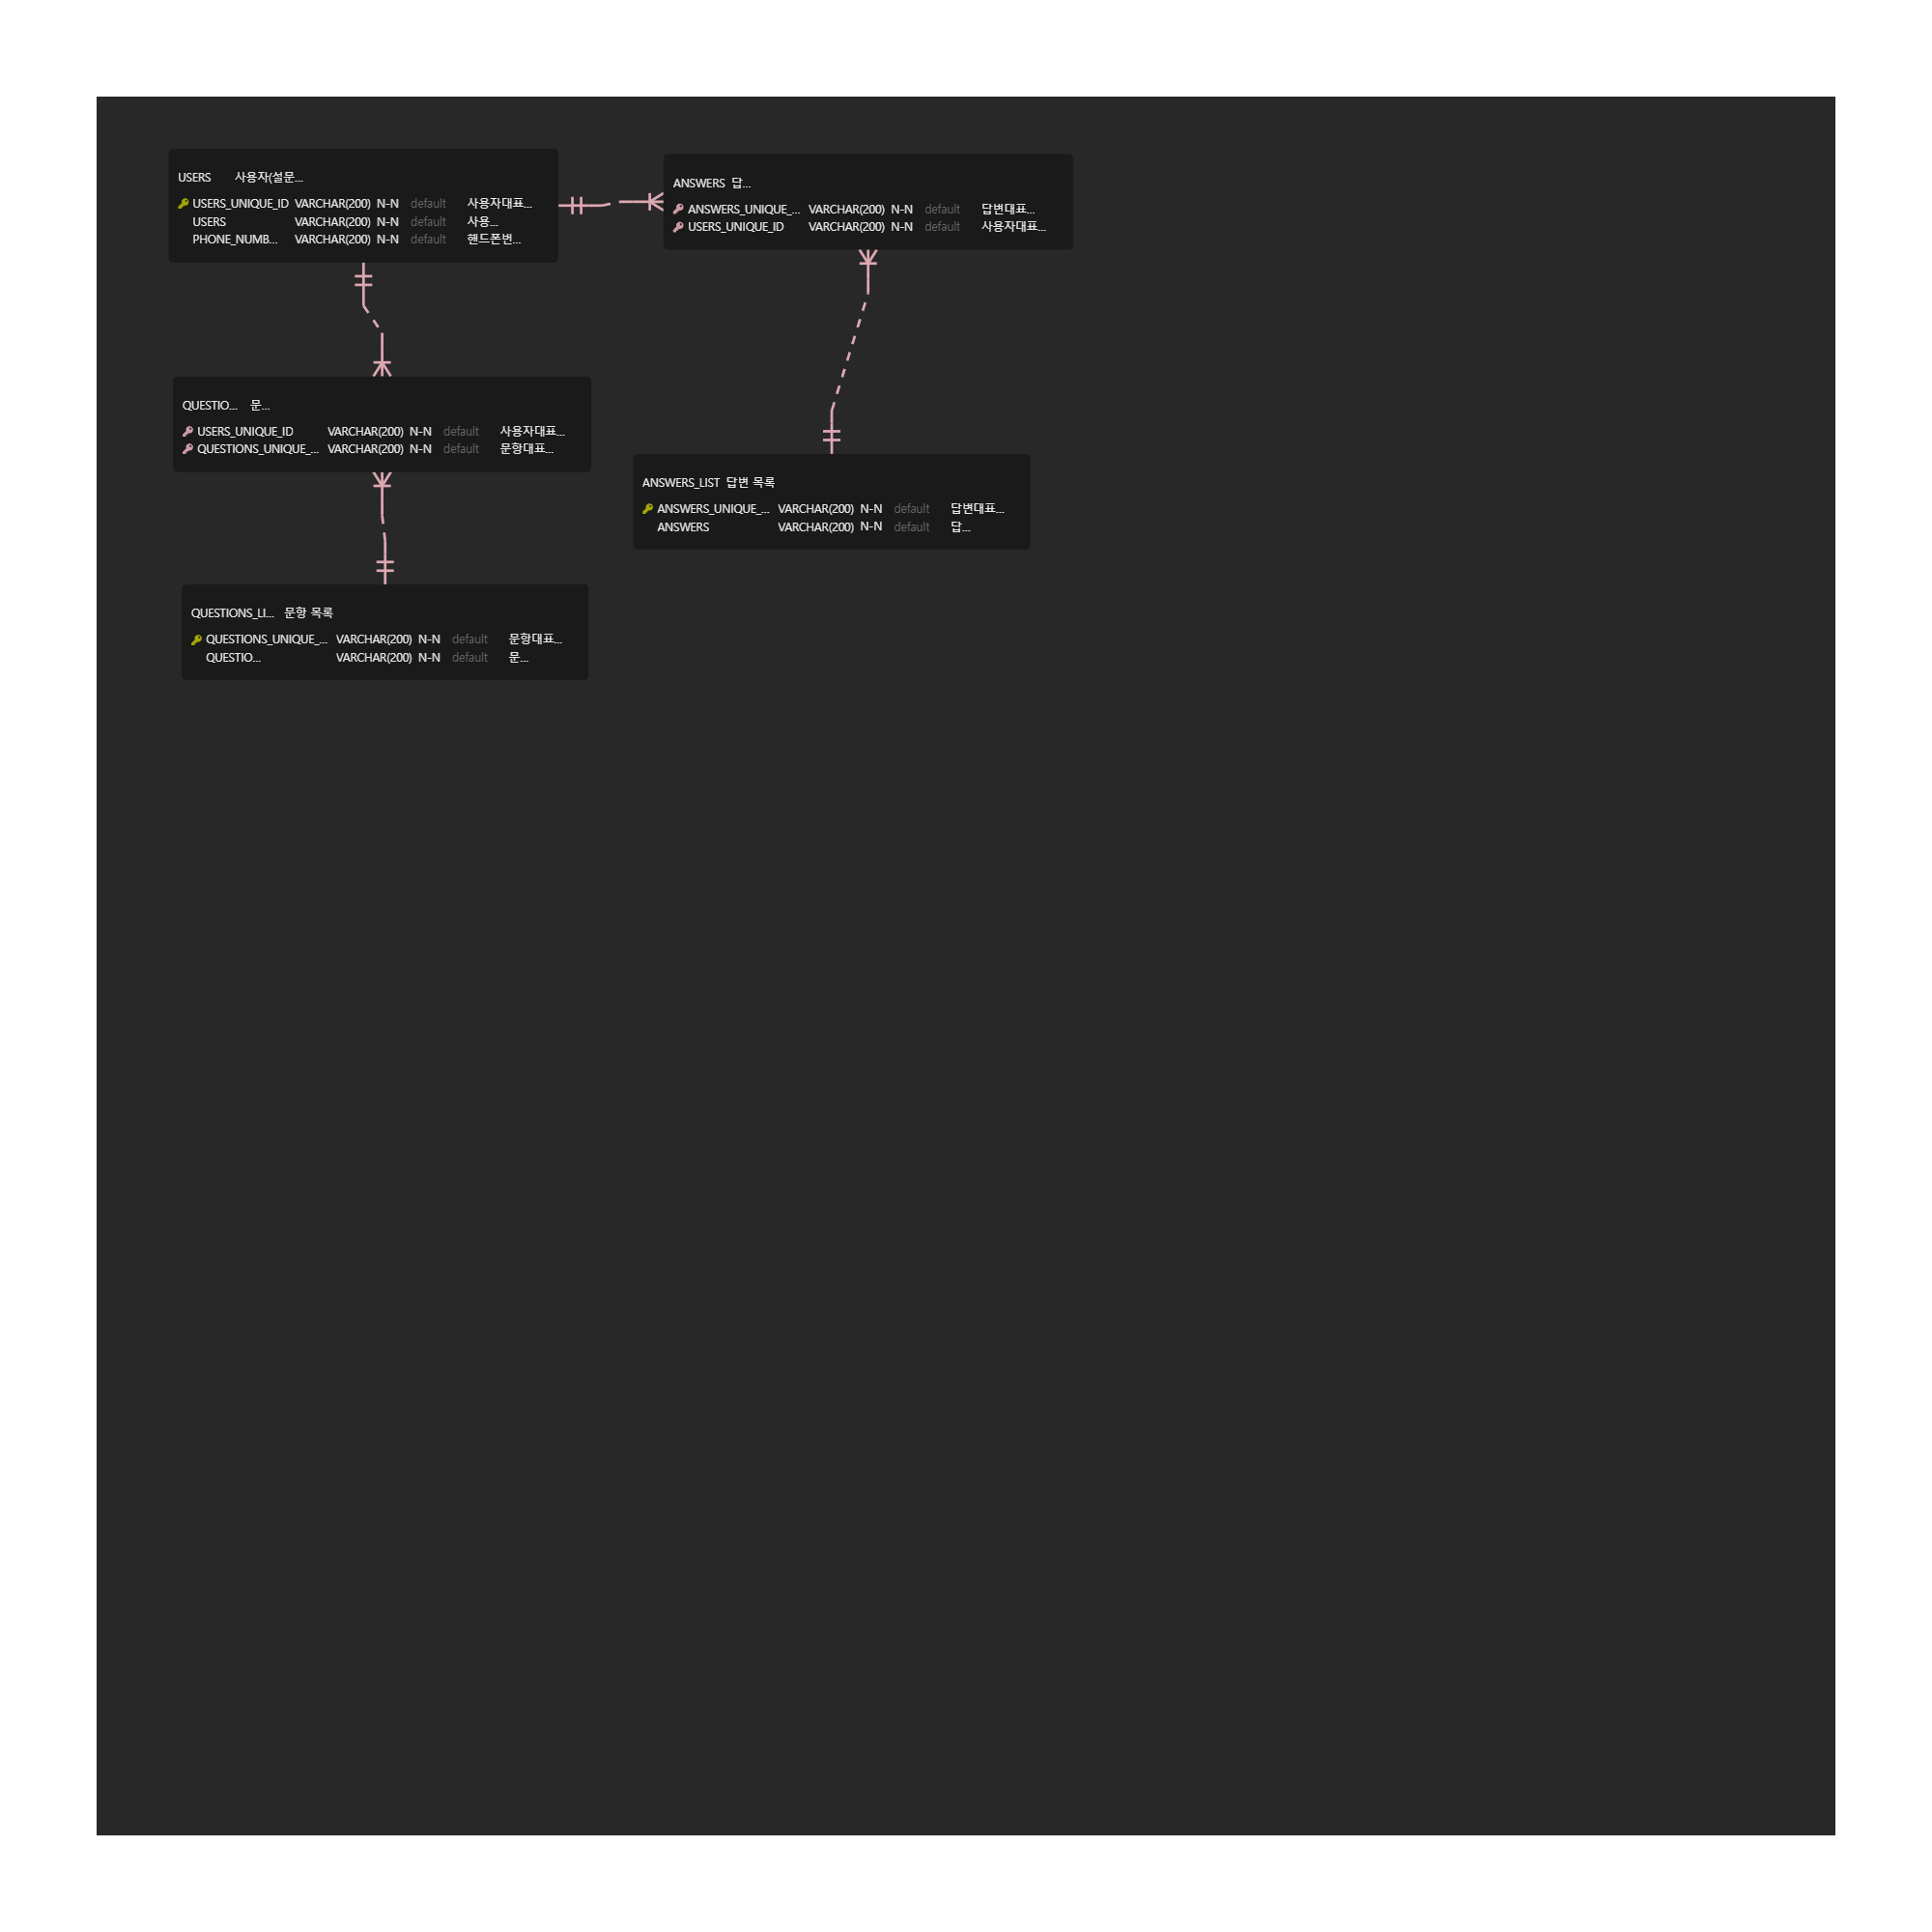 USERS 사용자(설문...
USERS_UNIQUE_ID VARCHAR(200) N-N default 사용자대표...
USERS VARCHAR(200) N-N default 사용...
PHONE_NUMB... VARCHAR(200) N-N default 핸드폰번...
ANSWERS 답...
ANSWERS_UNIQUE_... VARCHAR(200) N-N default 답변대표...
USERS_UNIQUE_ID VARCHAR(200) N-N default 사용자대표...
QUESTIO... 문...
USERS_UNIQUE_ID VARCHAR(200) N-N default 사용자대표...
QUESTIONS_UNIQUE_... VARCHAR(200) N-N default 문항대표...
ANSWERS_LIST 답변 목록
ANSWERS_UNIQUE_... VARCHAR(200) N-N default 답변대표...
ANSWERS VARCHAR(200) N-N default 답...
QUESTIONS_LI... 문항 목록
QUESTIONS_UNIQUE_... VARCHAR(200) N-N default 문항대표...
QUESTIO... VARCHAR(200) N-N default 문...